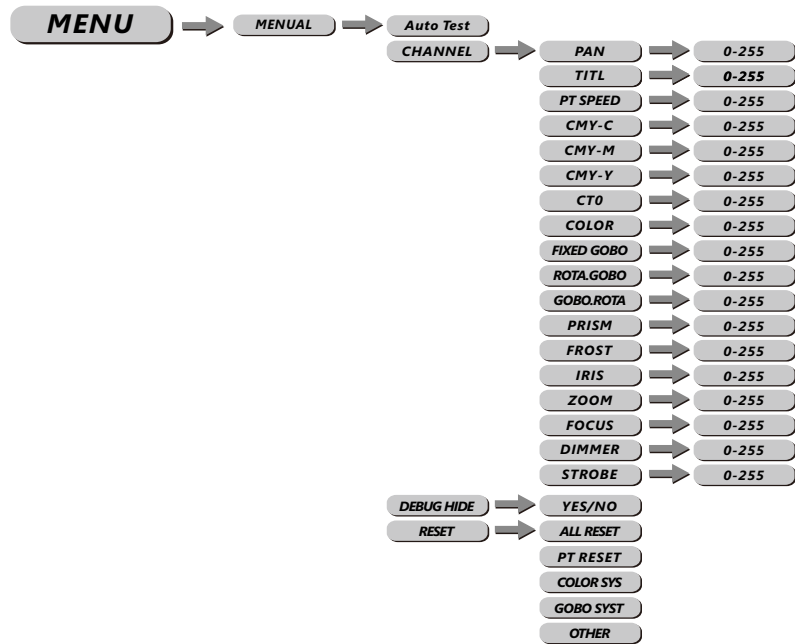 MENU MENUAL Auto Test
CHANNEL PAN 0-255
TITL 0-255
PT SPEED 0-255
CMY-C 0-255
CMY-M 0-255
CMY-Y 0-255
CT0 0-255
COLOR 0-255
FIXED GOBO 0-255
ROTA.GOBO 0-255
GOBO.ROTA 0-255
PRISM 0-255
FROST 0-255
IRIS 0-255
ZOOM 0-255
FOCUS 0-255
DIMMER 0-255
STROBE 0-255
DEBUG HIDE YES/NO
RESET ALL RESET
PT RESET
COLOR SYS
GOBO SYST
OTHER